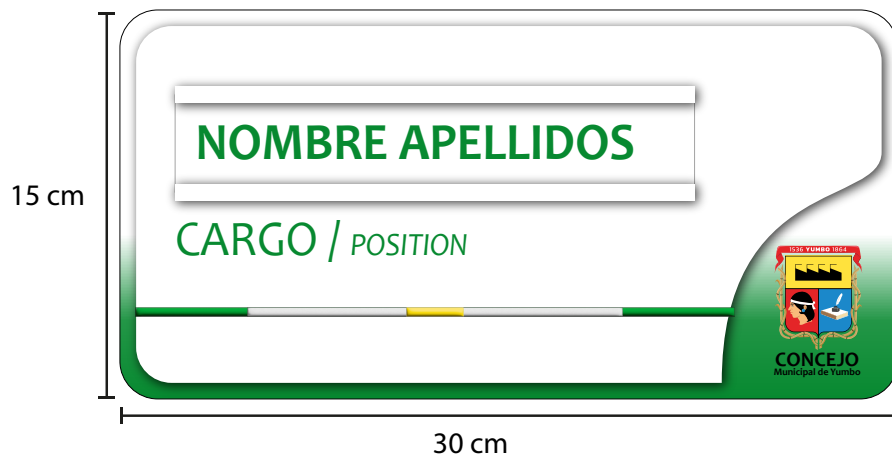 NOMBRE APELLIDOS
15 cm
CARGO / POSITION
1536 YUMBO 1864
CONCEJO
Municipal de Yumbo
30 cm